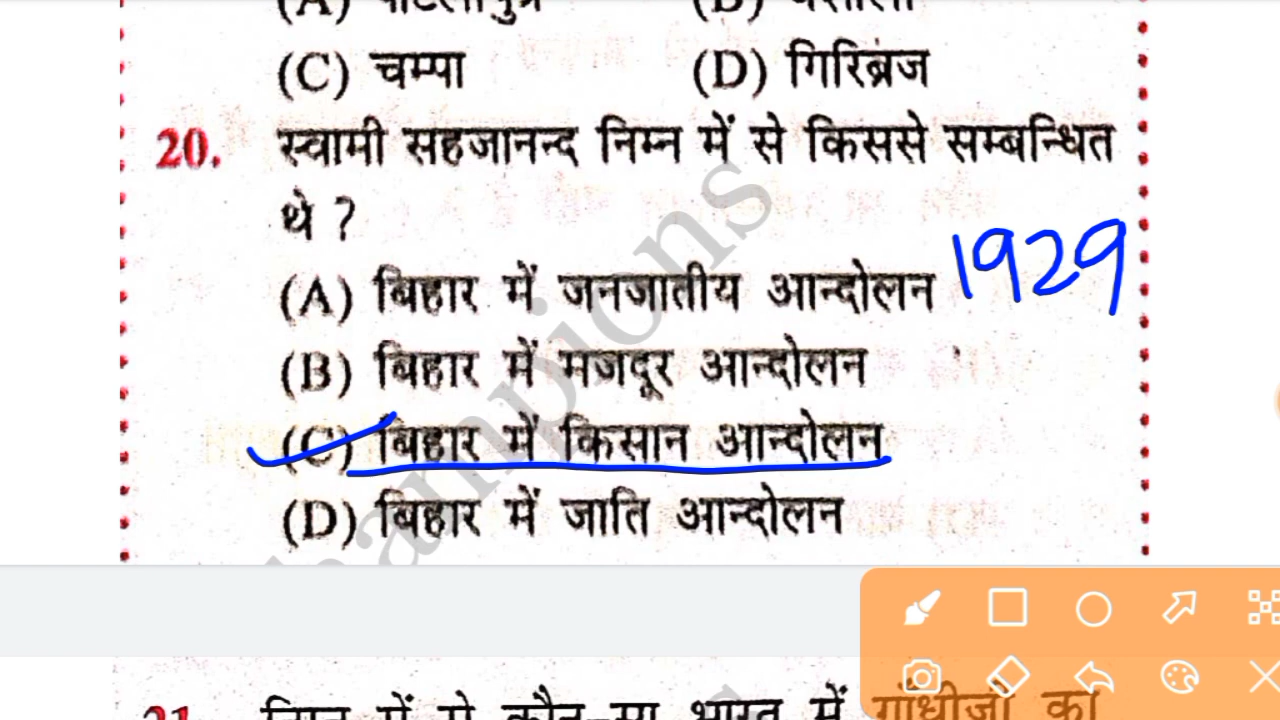 (C) चम्पा (D) गिरिब्रज
20. स्वामी सहजानन्द निम्न में से किससे सम्बन्धित
थे ?
(A) बिहार में जनजातीय आन्दोलन 1929
(B) बिहार में मजदूर आन्दोलन
(C) बिहार में किसान आन्दोलन
(D) बिहार में जाति आन्दोलन